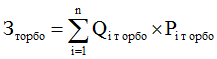 З торбо = n ∑ i=1 Q i т орбо × P i т орбо